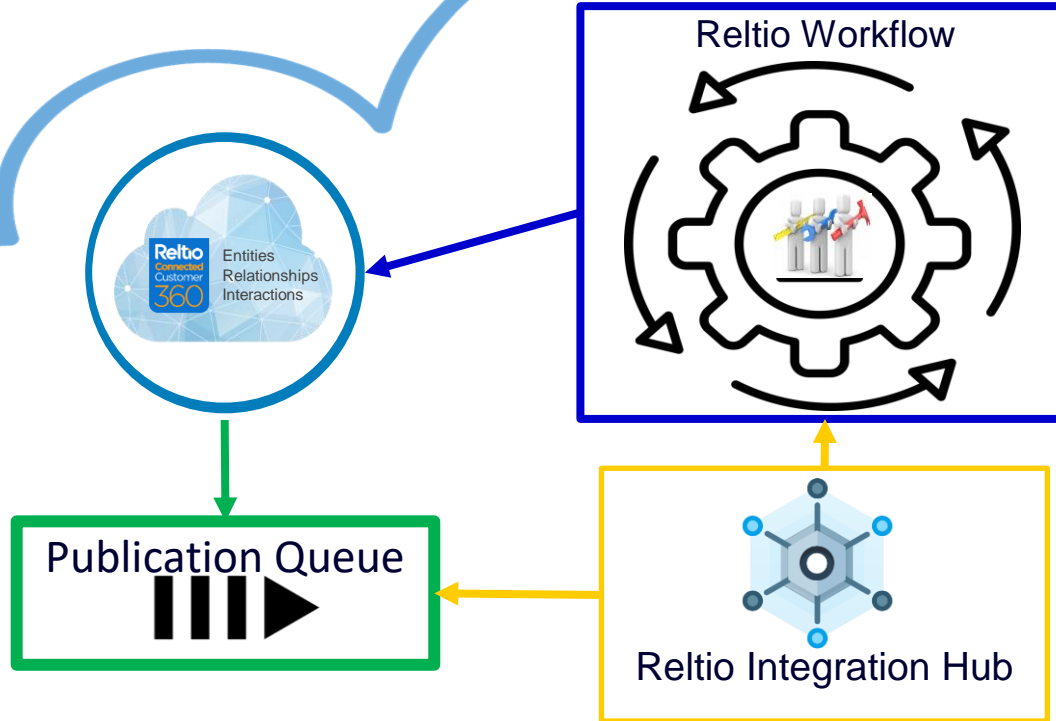 Reltio Workflow
Reltio
Connected
Customer
360
Entities
Relationships
Interactions
Publication Queue
Reltio Integration Hub